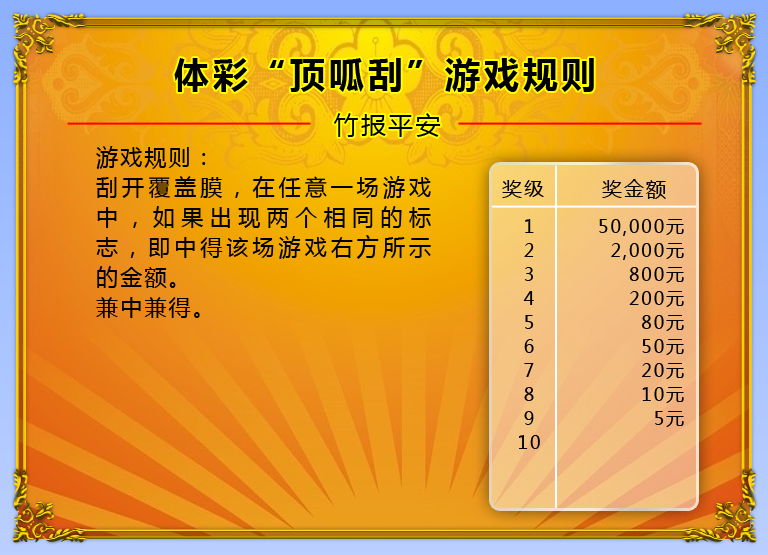 体彩“顶呱刮”游戏规则
竹报平安
游戏规则：
刮开覆盖膜，在任意一场游戏
中，如果出现两个相同的标
志，即中得该场游戏右方所示
的金额。
兼中兼得。
奖级 奖金额
1 50,000元
2 2,000元
3 800元
4 200元
5 80元
6 50元
7 20元
8 10元
9 5元
10